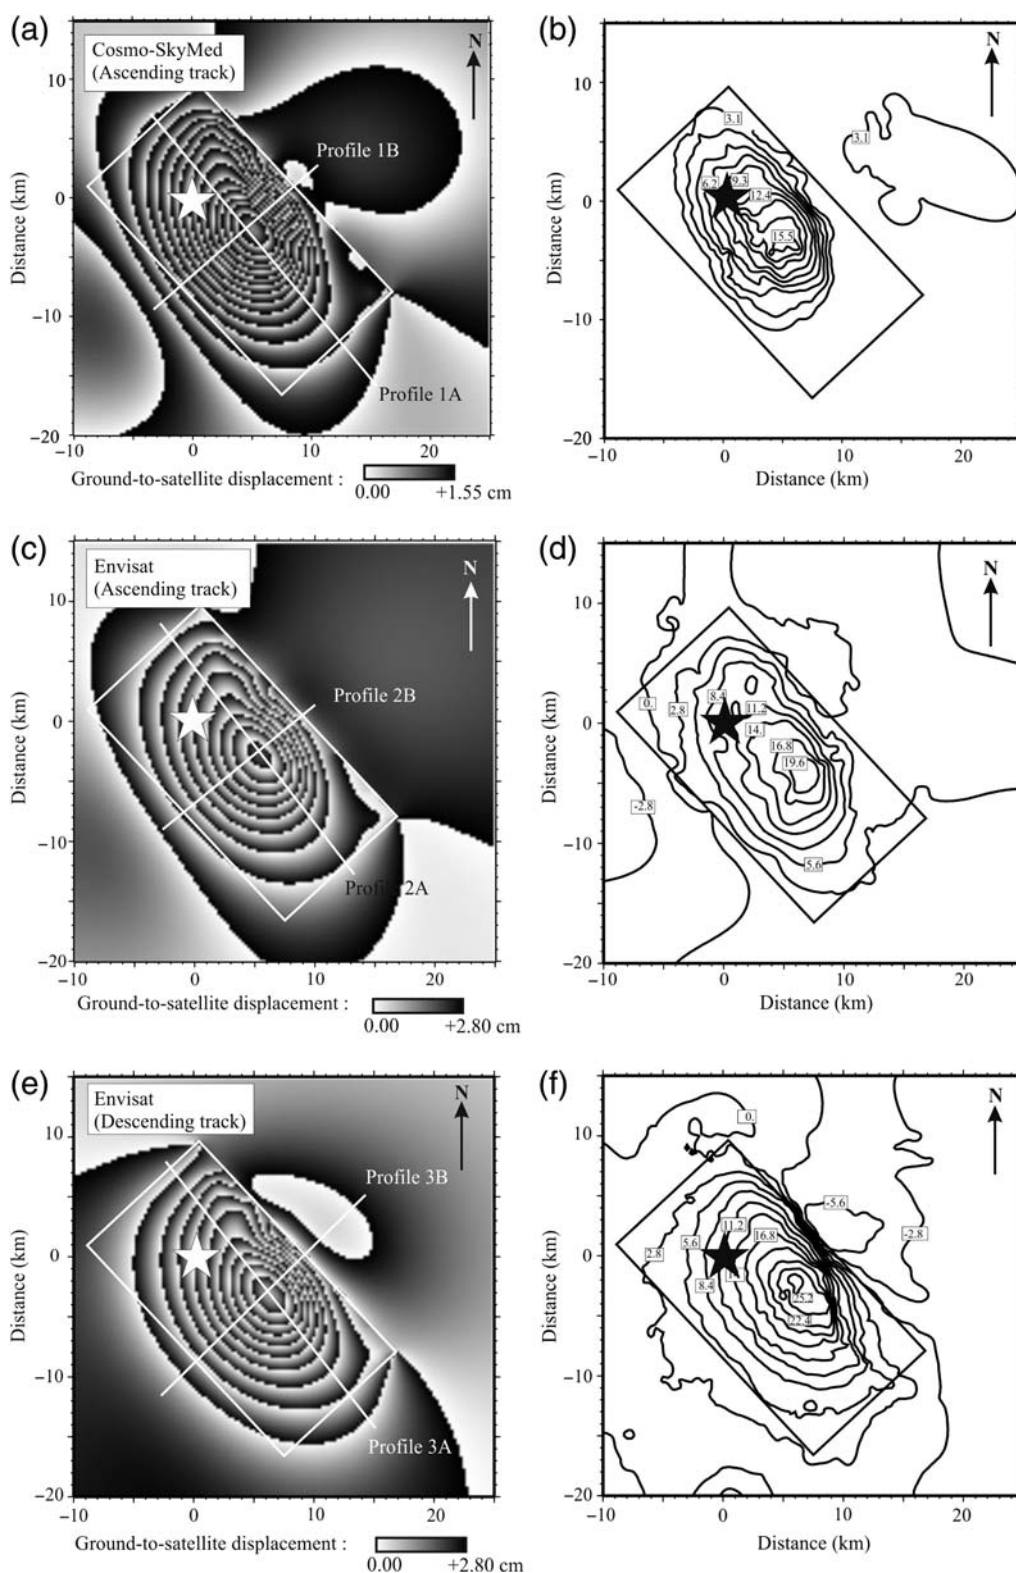 (a)
Cosmo-SkyMed
(Ascending track)
N
Profile 1B
Profile 1A
Distance (km)
10
0
−10
−20
−10
0
10
20
Ground-to-satellite displacement :
0.00
+1.55 cm
(b)
N
3.1
3.1
6.2
9.3
12.4
15.5
Distance (km)
10
0
−10
−20
−10
0
10
20
Distance (km)
(c)
Envisat
(Ascending track)
N
Profile 2B
Profile 2A
Distance (km)
10
0
−10
−20
−10
0
10
20
Ground-to-satellite displacement :
0.00
+2.80 cm
(d)
N
8.4
0.
2.8
11.2
14.
16.8
19.6
-2.8
5.6
Distance (km)
10
0
−10
−20
−10
0
10
20
Distance (km)
(e)
Envisat
(Descending track)
N
Profile 3B
Profile 3A
Distance (km)
10
0
−10
−20
−10
0
10
20
Ground-to-satellite displacement :
0.00
+2.80 cm
(f)
N
0.
-5.6
11.2
16.8
5.6
2.8
-2.8
8.4
25.2
22.4
Distance (km)
10
0
−10
−20
−10
0
10
20
Distance (km)